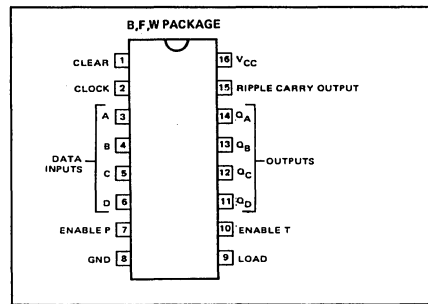 B,F,W PACKAGE
CLEAR 1 16 VCC
CLOCK 2 15 RIPPLE CARRY OUTPUT
A 3 14 QA
B 4 13 QB
DATA INPUTS OUTPUTS
C 5 12 QC
D 6 11 QD
ENABLE P 7 10 ENABLE T
GND 8 9 LOAD